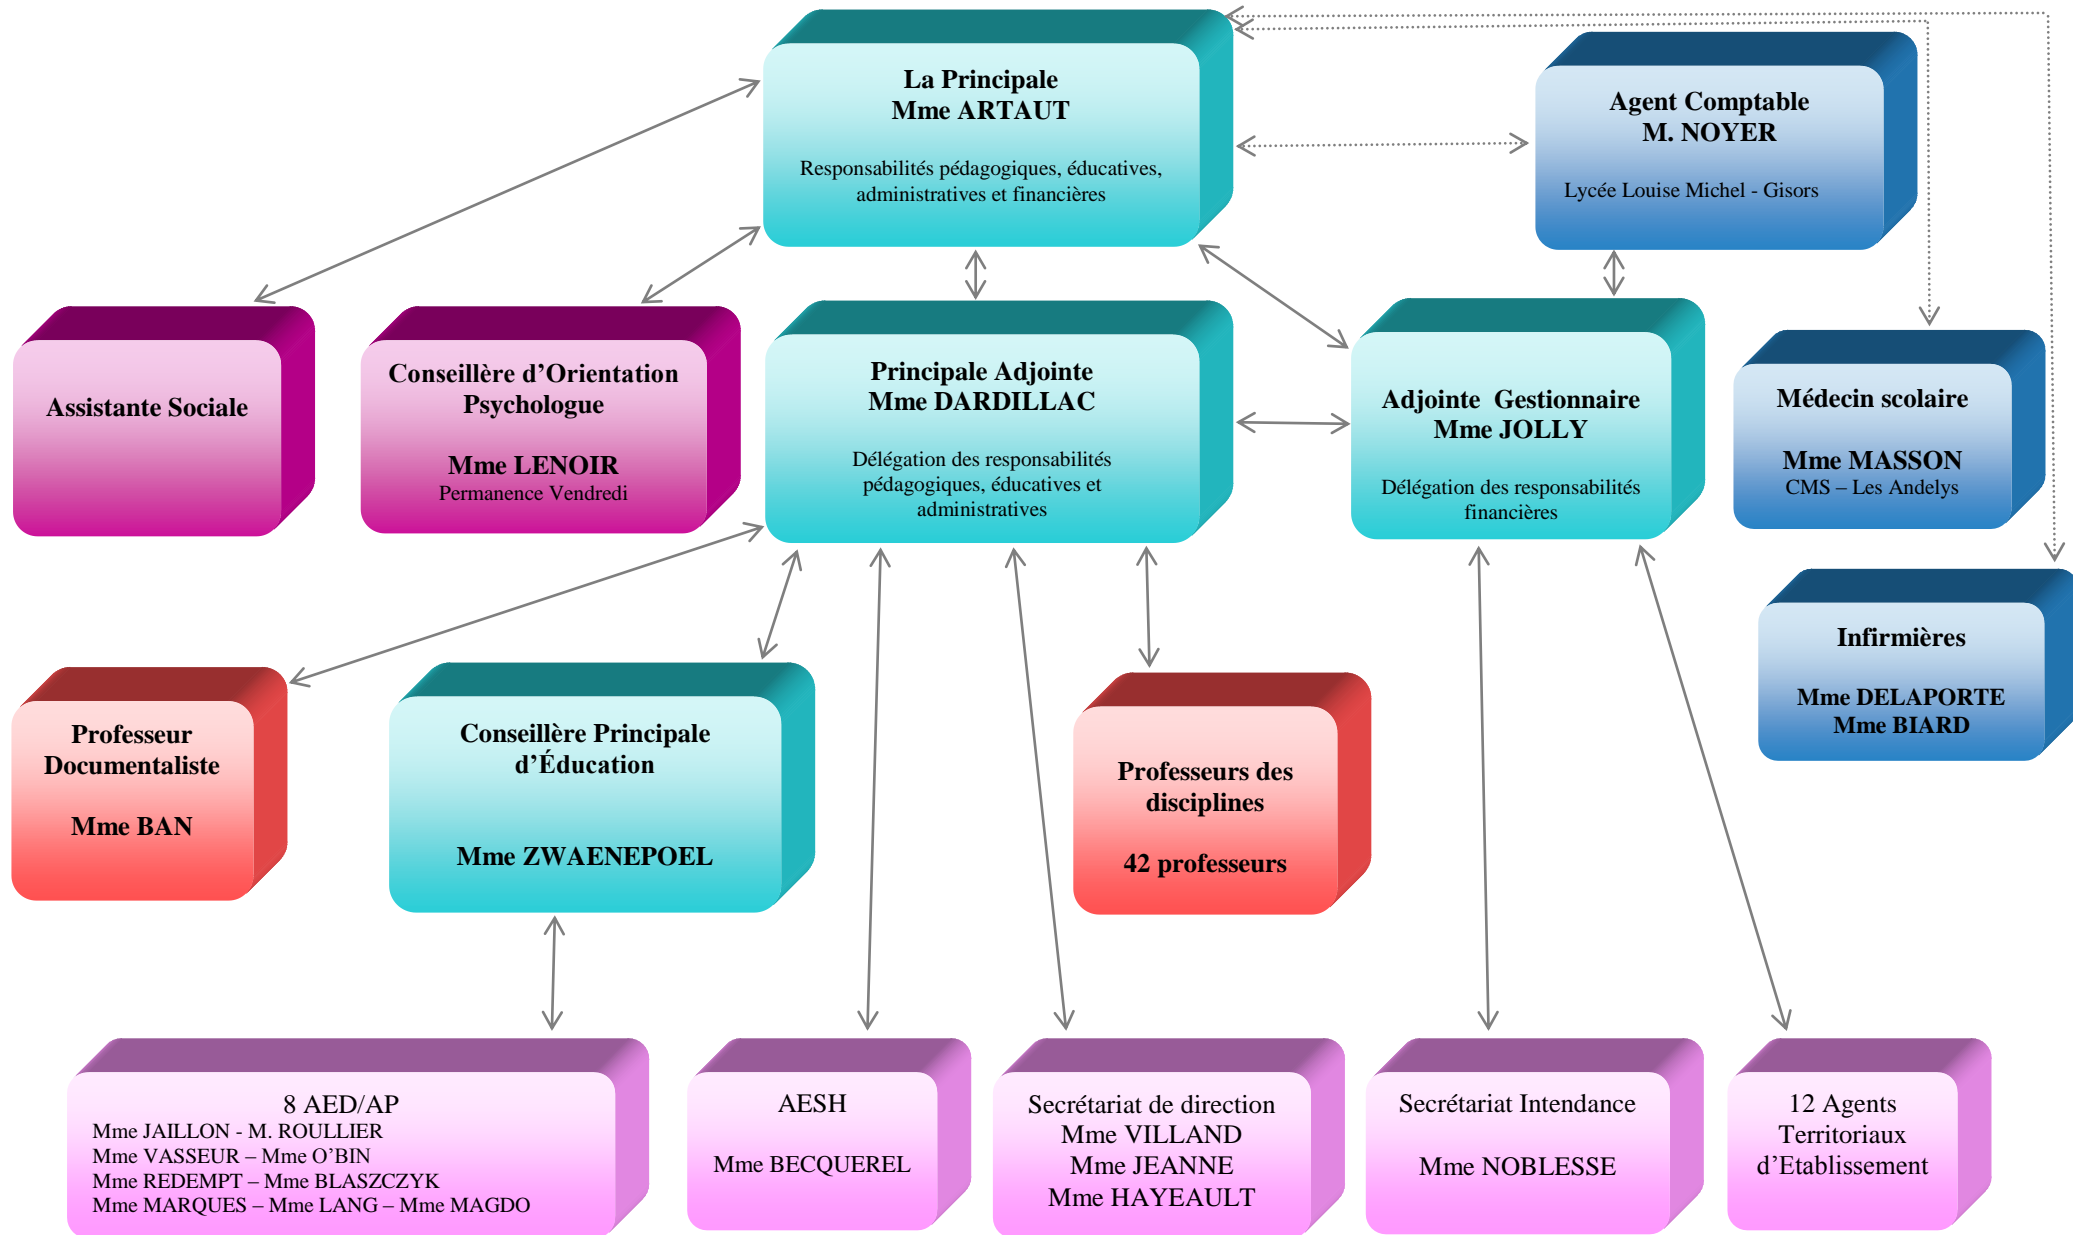 La Principale
Mme ARTAUT
Responsabilités pédagogiques, éducatives,
administratives et financières
Agent Comptable
M. NOYER
Lycée Louise Michel - Gisors
Assistante Sociale
Conseillère d’Orientation
Psychologue
Mme LENOIR
Permanence Vendredi
Principale Adjointe
Mme DARDILLAC
Délégation des responsabilités
pédagogiques, éducatives et
administratives
Adjointe  Gestionnaire
Mme JOLLY
Délégation des responsabilités
financières
Médecin scolaire
Mme MASSON
CMS – Les Andelys
Infirmières
Mme DELAPORTE
Mme BIARD
Professeur
Documentaliste
Mme BAN
Conseillère Principale
d’Éducation
Mme ZWAENEPOEL
Professeurs des
disciplines
42 professeurs
8 AED/AP
Mme JAILLON - M. ROULLIER
Mme VASSEUR – Mme O’BIN
Mme REDEMPT – Mme BLASZCZYK
Mme MARQUES – Mme LANG – Mme MAGDO
AESH
Mme BECQUEREL
Secrétariat de direction
Mme VILLAND
Mme JEANNE
Mme HAYEAULT
Secrétariat Intendance
Mme NOBLESSE
12 Agents
Territoriaux
d’Etablissement